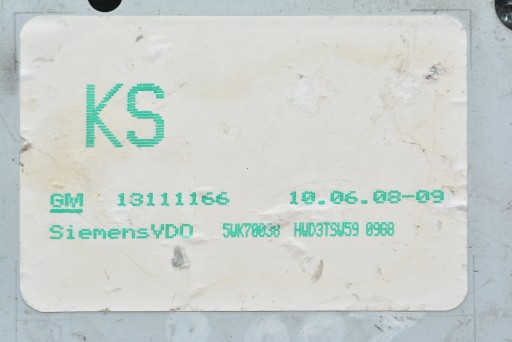 KS
GM 13111166 10.06.08-09
SiemensVDO 5WK70038 HWD3TSW59 0968